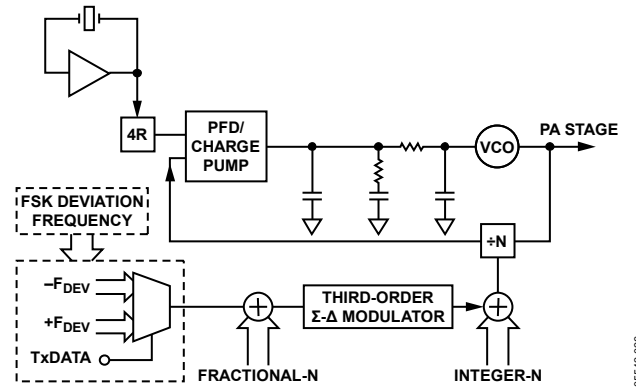 4R
PFD/
CHARGE
PUMP
VCO
PA STAGE
FSK DEVIATION
FREQUENCY
÷N
–FDEV
+FDEV
TxDATA
THIRD-ORDER
Σ-Δ MODULATOR
FRACTIONAL-N
INTEGER-N